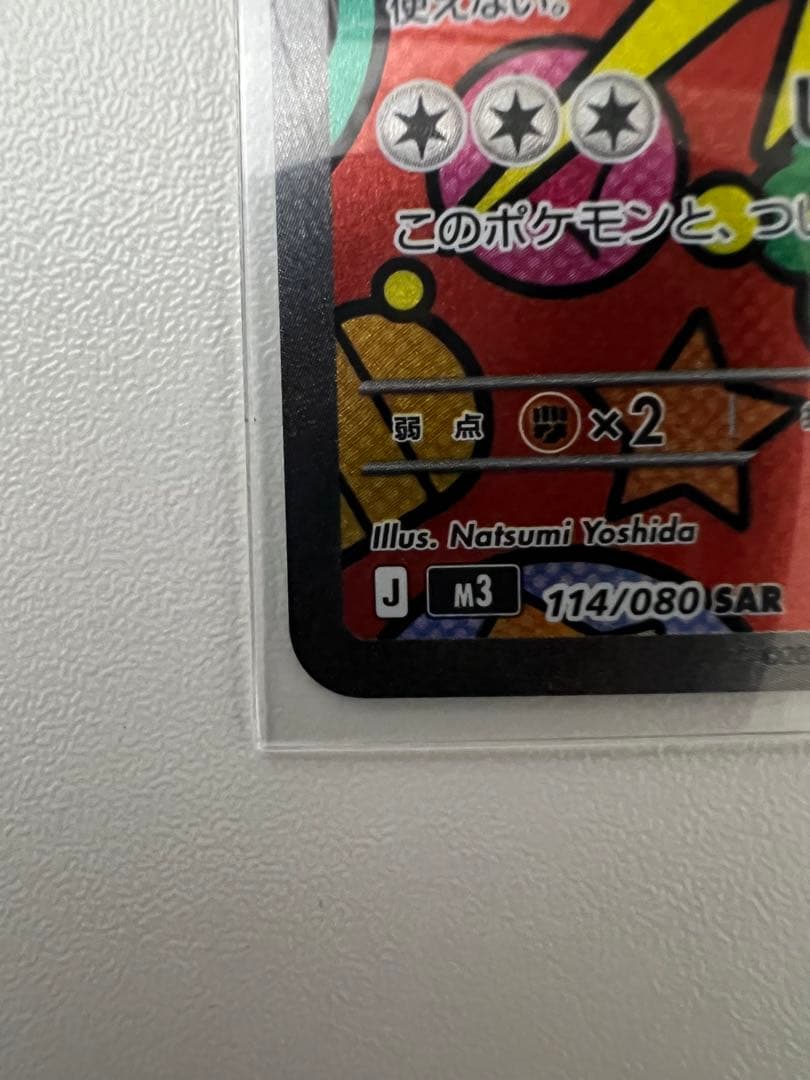 使えない。
このポケモンと、つい
弱点 ×2
Illus. Natsumi Yoshida
J M3 114/080 SAR